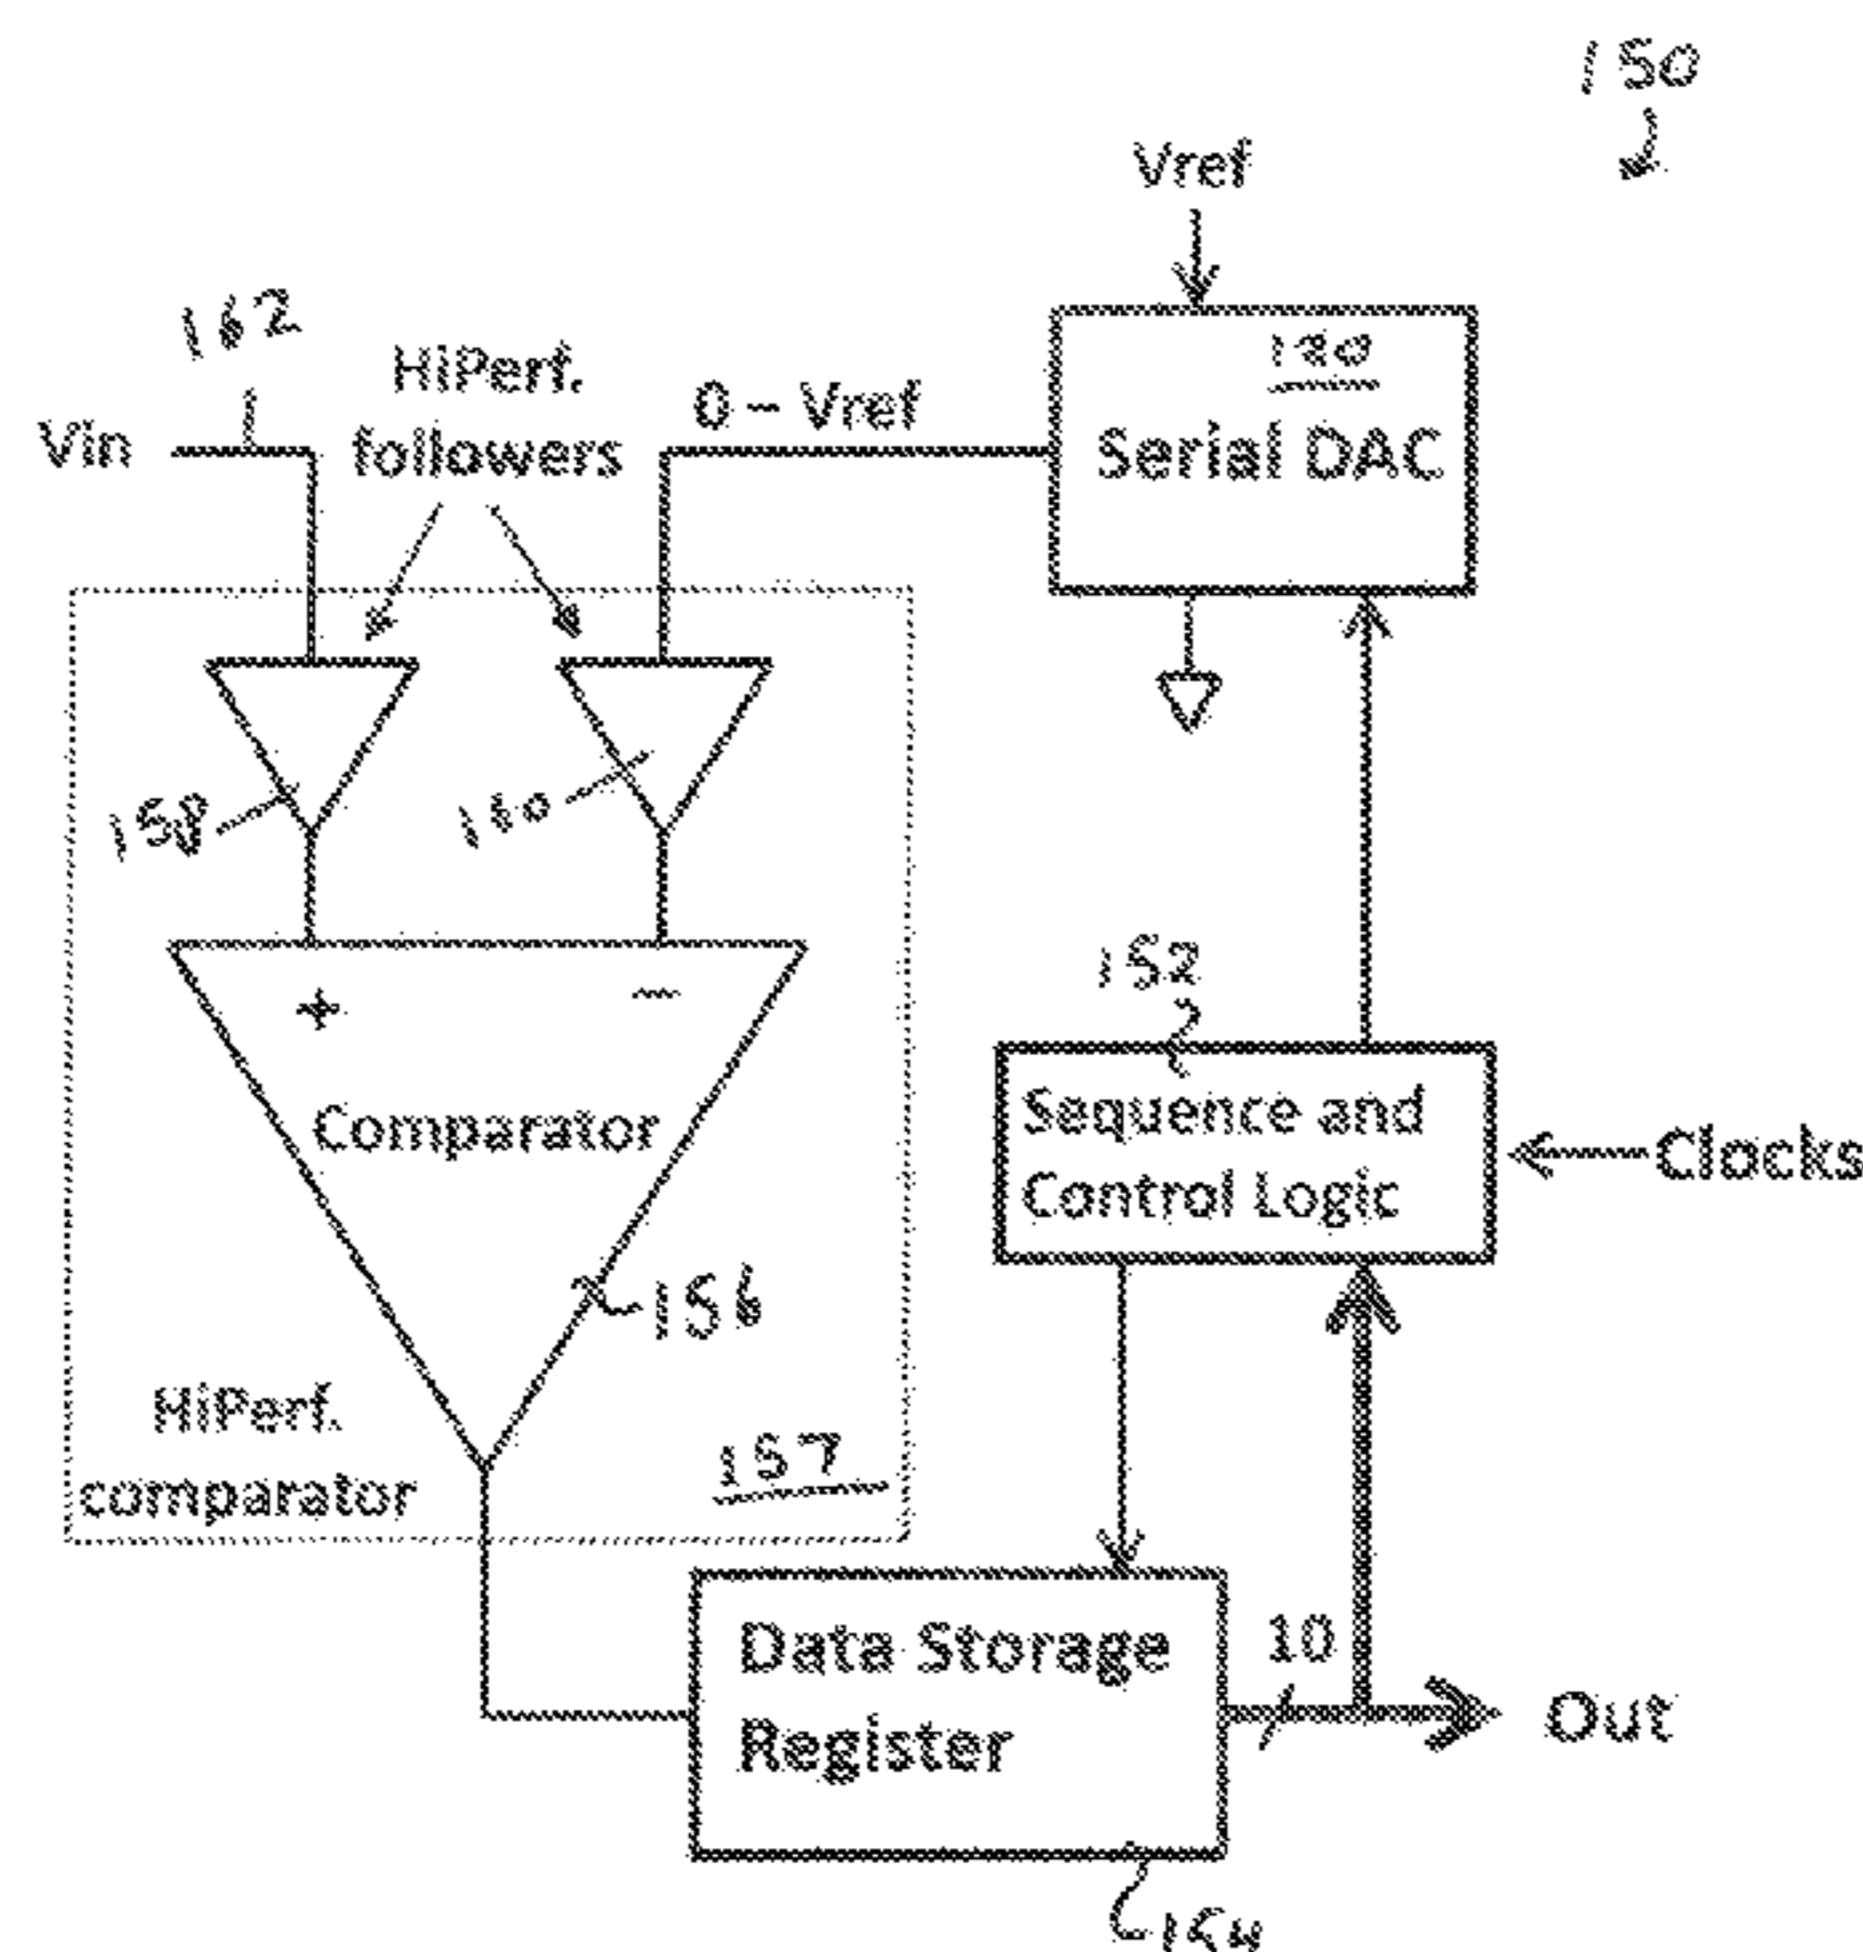 150
Vref
162
HiPerf.
followers
Vin
0 – Vref
Serial DAC
158
160
152
+
–
Comparator
Sequence and
Control Logic
Clocks
156
HiPerf.
comparator
157
Data Storage
Register
10
Out
154